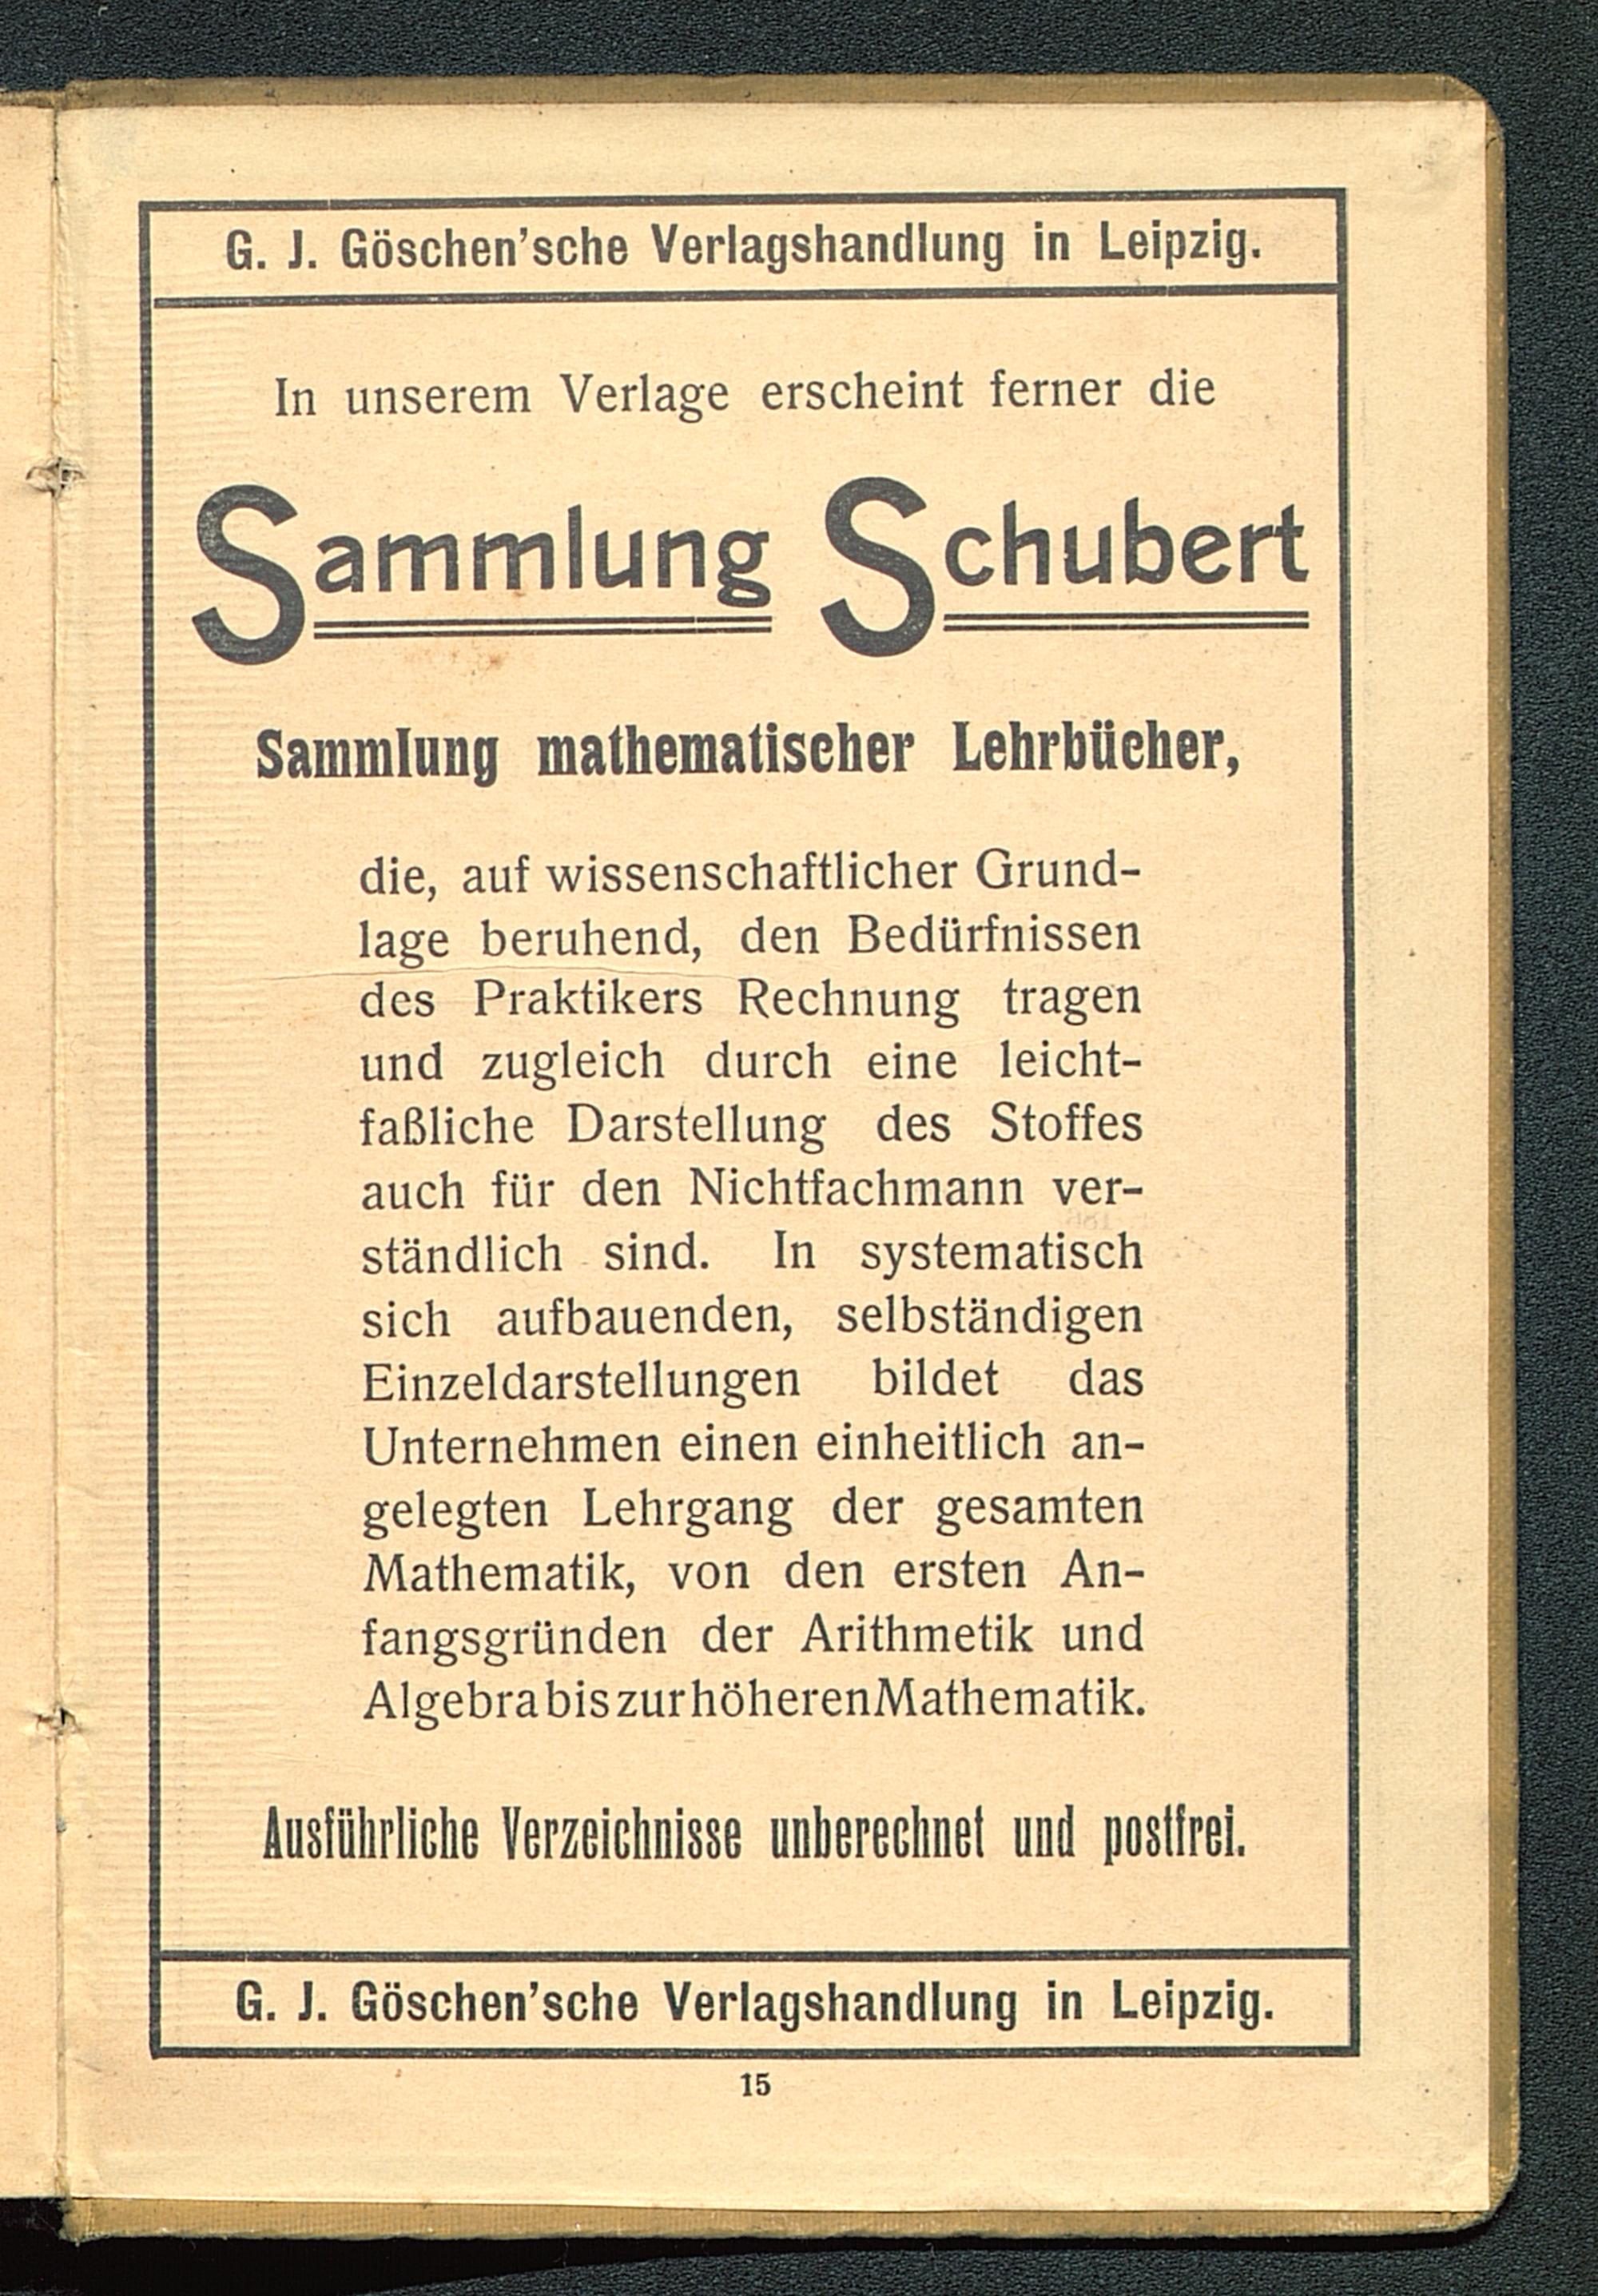 G. J. Göschen'sche Verlagshandlung in Leipzig.
In unserem Verlage erscheint ferner die
Sammlung Schubert
Sammlung mathematischer Lehrbücher,
die, auf wissenschaftlicher Grund-
lage beruhend, den Bedürfnissen
des Praktikers Rechnung tragen
und zugleich durch eine leicht-
faßliche Darstellung des Stoffes
auch für den Nichtfachmann ver-
ständlich sind. In systematisch
sich aufbauenden, selbständigen
Einzeldarstellungen bildet das
Unternehmen einen einheitlich an-
gelegten Lehrgang der gesamten
Mathematik, von den ersten An-
fangsgründen der Arithmetik und
Algebra bis zur höheren Mathematik.
Ausführliche Verzeichnisse unberechnet und postfrei.
G. J. Göschen'sche Verlagshandlung in Leipzig.
15